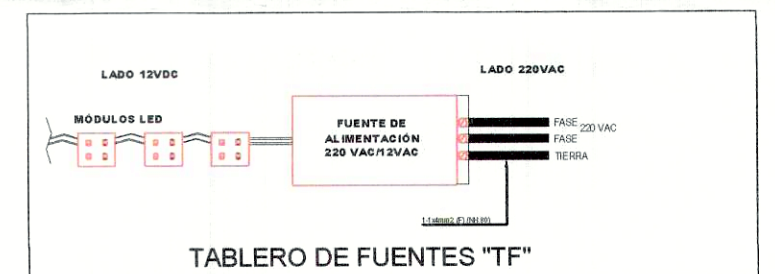 LADO 12VDC
LADO 220VAC
MÓDULOS LED
FUENTE DE
ALIMENTACIÓN
220 VAC/12VAC
FASE
220 VAC
FASE
TIERRA
TABLERO DE FUENTES "TF"